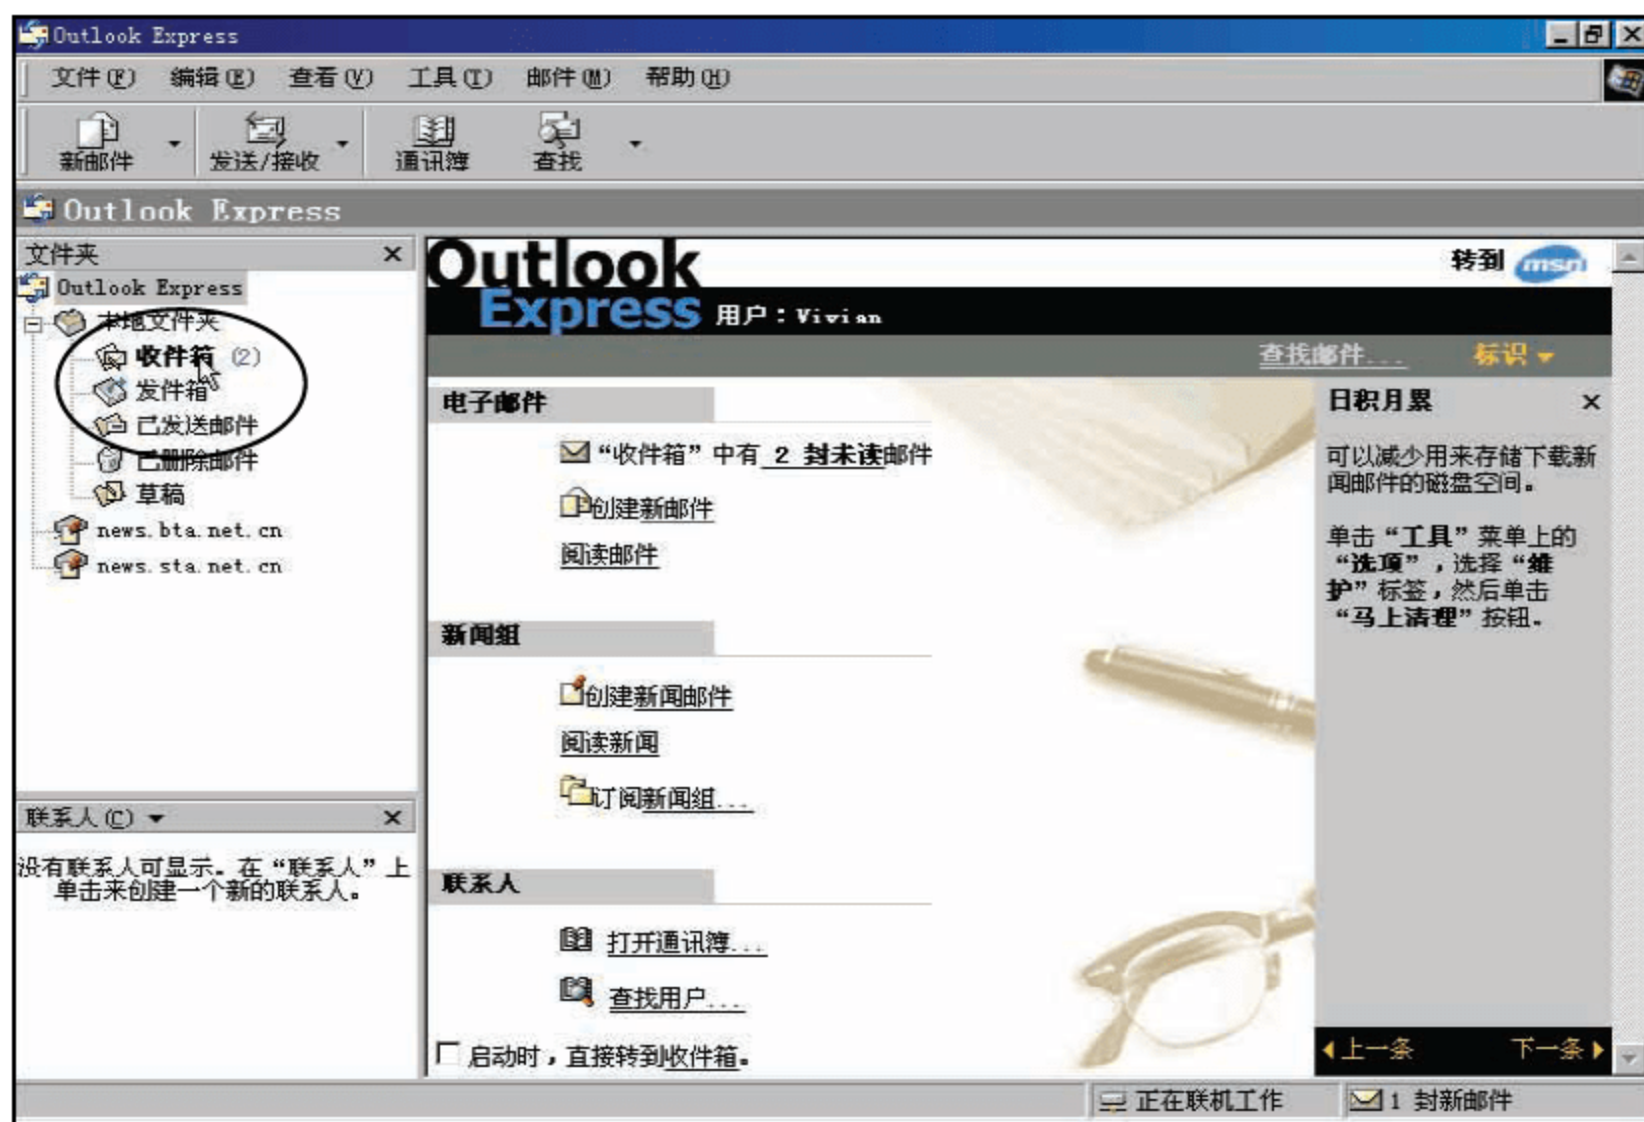 Outlook Express
文件(F) 编辑(E) 查看(V) 工具(T) 邮件(M) 帮助(H)
新邮件 发送/接收 通讯簿 查找
Outlook Express
文件夹
Outlook Express
本地文件夹
收件箱 (2)
发件箱
已发送邮件
已删除邮件
草稿
news.bta.net.cn
news.sta.net.cn
联系人(C)
没有联系人可显示。在“联系人”上
单击来创建一个新的联系人。
Outlook
Express 用户：Vivian
转到 msn
查找邮件... 标识
电子邮件
“收件箱”中有 2 封未读邮件
创建新邮件
阅读邮件
新闻组
创建新闻邮件
阅读新闻
订阅新闻组...
联系人
打开通讯簿...
查找用户...
启动时，直接转到收件箱。
日积月累
可以减少用来存储下载新
闻邮件的磁盘空间。
单击“工具”菜单上的
“选项”，选择“维
护”标签，然后单击
“马上清理”按钮。
上一条 下一条
正在联机工作 1 封新邮件